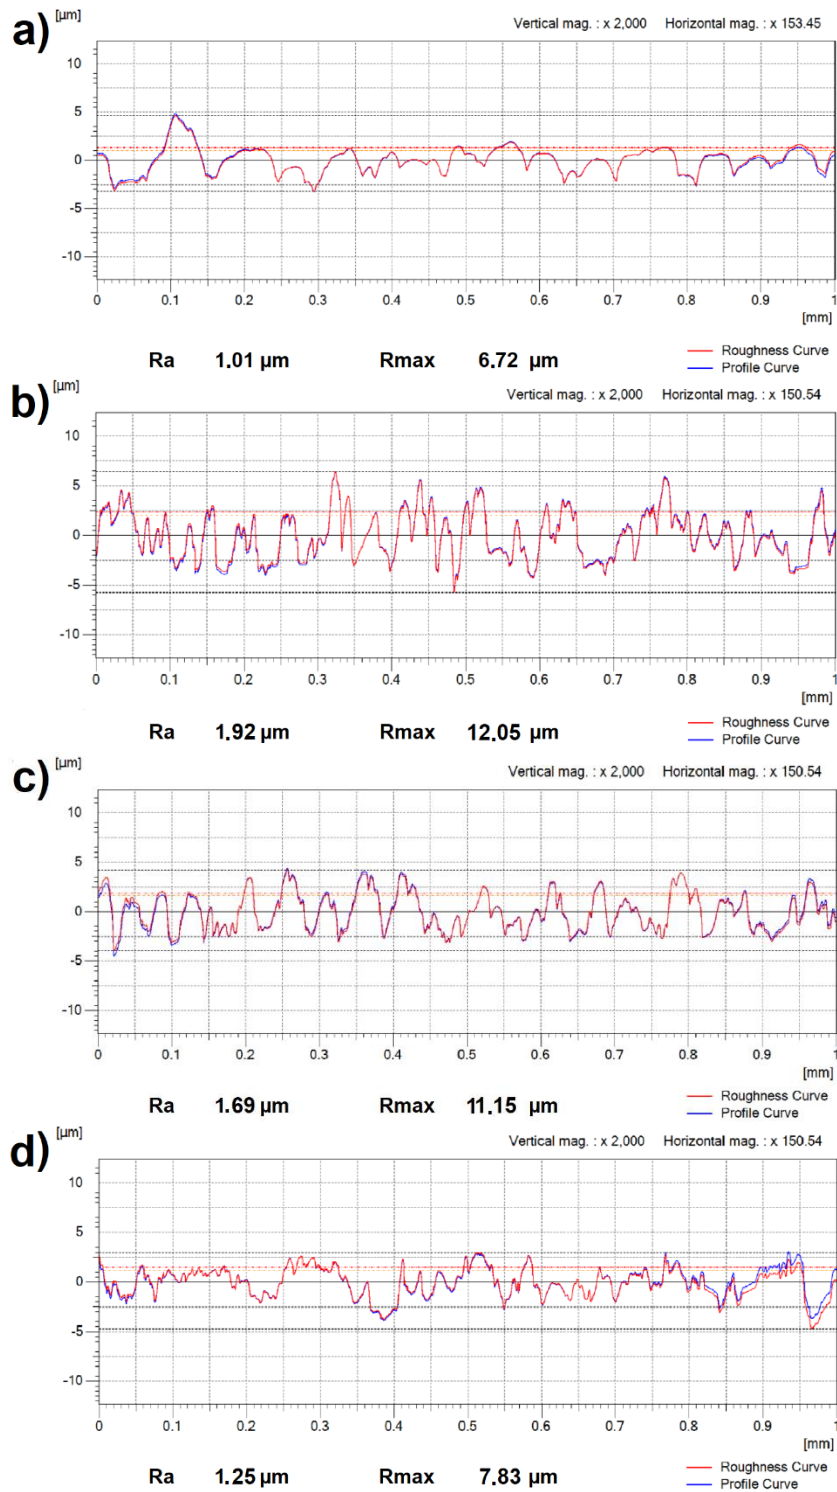 a) [µm] Vertical mag. : x 2,000 Horizontal mag. : x 153.45
10
5
0
-5
-10
0 0.1 0.2 0.3 0.4 0.5 0.6 0.7 0.8 0.9 1
[mm]
Ra 1.01 µm Rmax 6.72 µm
Roughness Curve
Profile Curve
b) [µm] Vertical mag. : x 2,000 Horizontal mag. : x 150.54
10
5
0
-5
-10
0 0.1 0.2 0.3 0.4 0.5 0.6 0.7 0.8 0.9 1
[mm]
Ra 1.92 µm Rmax 12.05 µm
Roughness Curve
Profile Curve
c) [µm] Vertical mag. : x 2,000 Horizontal mag. : x 150.54
10
5
0
-5
-10
0 0.1 0.2 0.3 0.4 0.5 0.6 0.7 0.8 0.9 1
[mm]
Ra 1.69 µm Rmax 11.15 µm
Roughness Curve
Profile Curve
d) [µm] Vertical mag. : x 2,000 Horizontal mag. : x 150.54
10
5
0
-5
-10
0 0.1 0.2 0.3 0.4 0.5 0.6 0.7 0.8 0.9 1
[mm]
Ra 1.25 µm Rmax 7.83 µm
Roughness Curve
Profile Curve